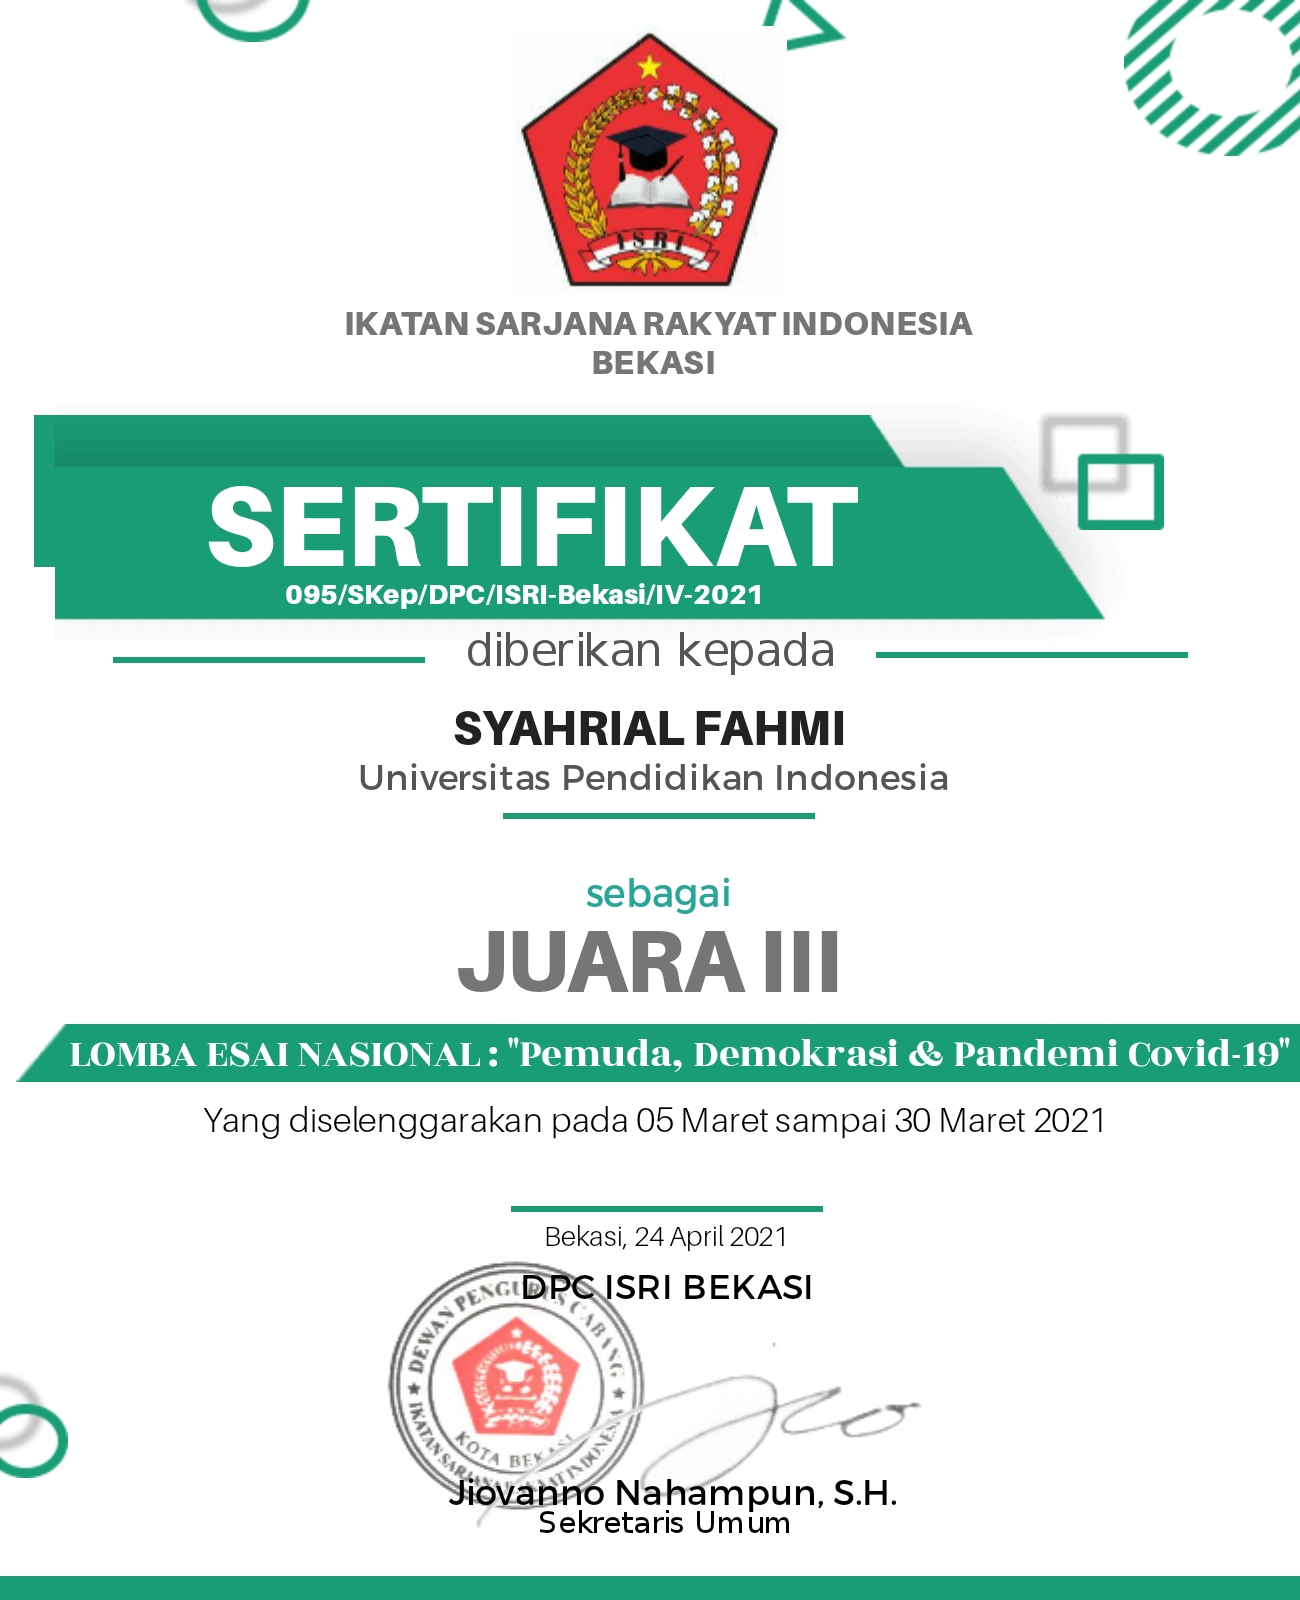 ISRI
IKATAN SARJANA RAKYAT INDONESIA
BEKASI
SERTIFIKAT
095/SKep/DPC/ISRI-Bekasi/IV-2021
diberikan kepada
SYAHRIAL FAHMI
Universitas Pendidikan Indonesia
sebagai
JUARA III
LOMBA ESAI NASIONAL : "Pemuda, Demokrasi & Pandemi Covid-19"
Yang diselenggarakan pada 05 Maret sampai 30 Maret 2021
Bekasi, 24 April 2021
DPC ISRI BEKASI
DEWAN PENGURUS CABANG
KOTA BEKASI
IKATAN SARJANA RAKYAT INDONESIA
Jiovanno Nahampun, S.H.
Sekretaris Umum